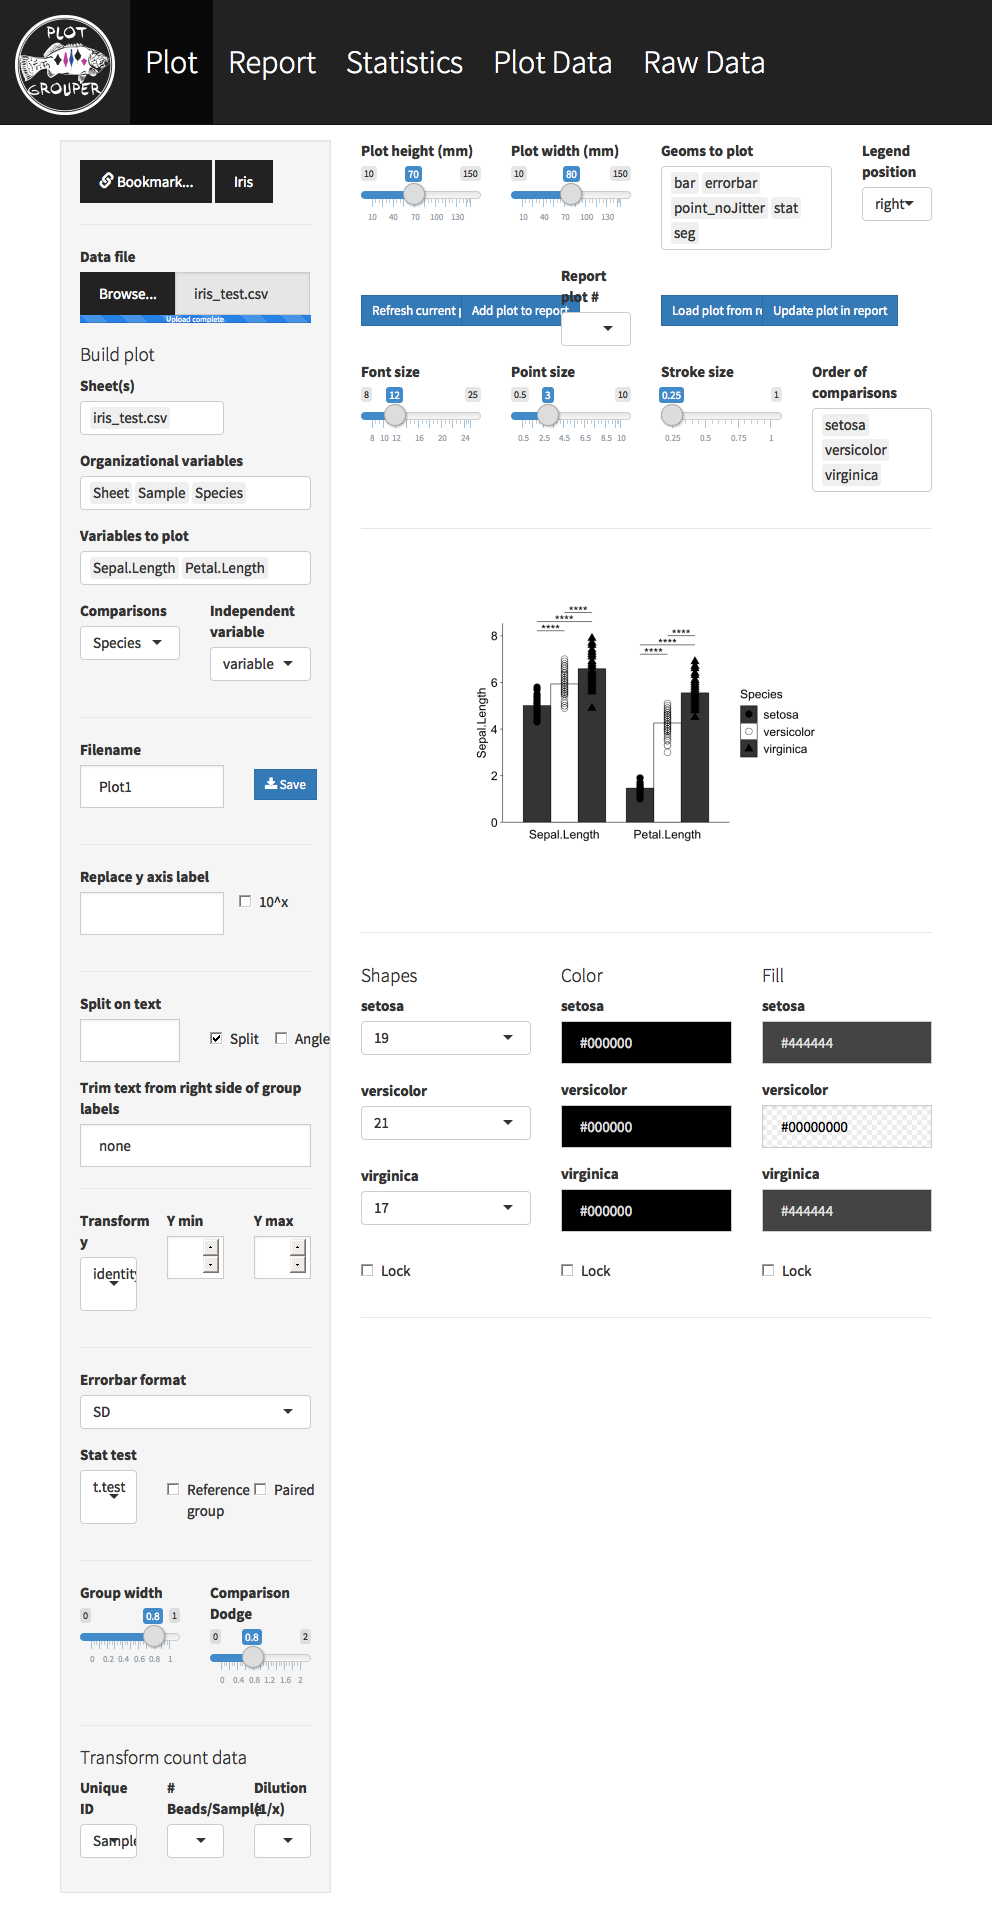 PLOT
GROUPER
Plot Report Statistics Plot Data Raw Data
Bookmark... Iris
Data file
Browse... iris_test.csv
Upload complete
Build plot
Sheet(s)
iris_test.csv
Organizational variables
Sheet Sample Species
Variables to plot
Sepal.Length Petal.Length
Comparisons
Species
Independent
variable
variable
Filename
Plot1
Save
Replace y axis label
10^x
Split on text
Split Angle
Trim text from right side of group
labels
none
Transform
y
identity
Y min
Y max
Errorbar format
SD
Stat test
t.test
Reference
group
Paired
Group width
0 0.8 1
0 0.2 0.4 0.6 0.8 1
Comparison
Dodge
0 0.8 2
0 0.4 0.8 1.2 1.6 2
Transform count data
Unique
ID
Sample
#
Beads/Sample
Dilution
(1/x)
Plot height (mm)
10 70 150
10 40 70 100 130
Plot width (mm)
10 80 150
10 40 70 100 130
Geoms to plot
bar errorbar
point_noJitter stat
seg
Legend
position
right
Refresh current p
Add plot to report
Report
plot #
Load plot from re
Update plot in report
Font size
8 12 25
8 10 12 16 20 24
Point size
0.5 3 10
0.5 2.5 4.5 6.5 8.5 10
Stroke size
0.25 1
0.25 0.5 0.75 1
Order of
comparisons
setosa
versicolor
virginica
Sepal.Length
8
6
4
2
0
**** **** ****
**** **** ****
Sepal.Length Petal.Length
Species
setosa
versicolor
virginica
Shapes
setosa
19
versicolor
21
virginica
17
Lock
Color
setosa
#000000
versicolor
#000000
virginica
#000000
Lock
Fill
setosa
#444444
versicolor
#00000000
virginica
#444444
Lock